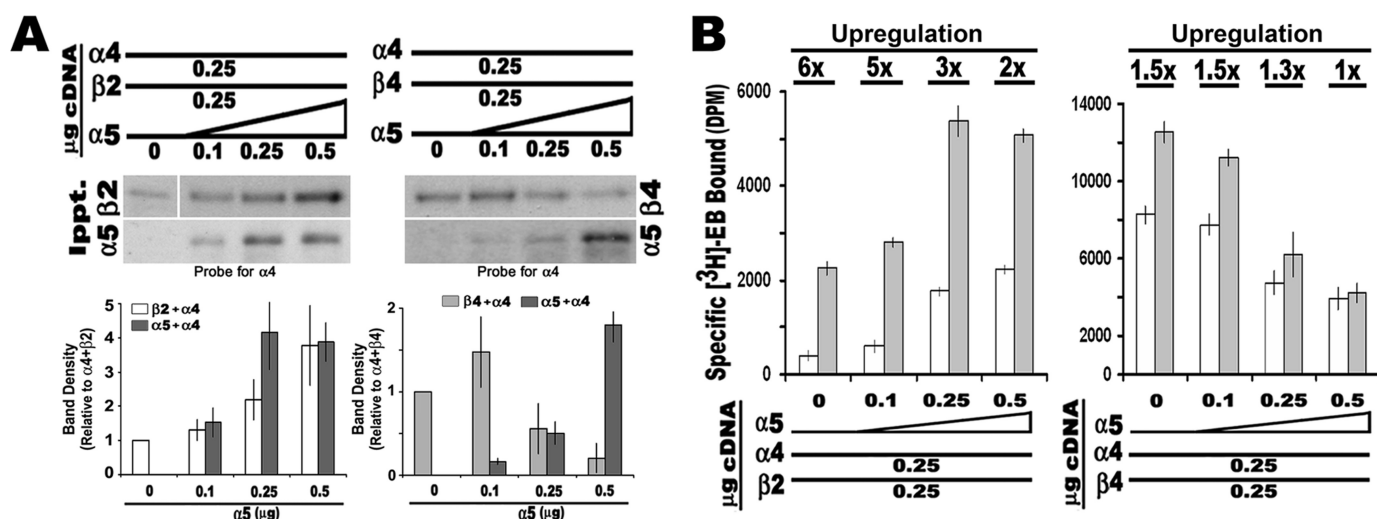 A
μg cDNA
α4
0.25
β2
0.25
α5
0 0.1 0.25 0.5
α4
0.25
β4
0.25
α5
0 0.1 0.25 0.5
Ippt.
α5 β2
α5 β4
Probe for α4
Probe for α4
Band Density
(Relative to α4+β2)
5
4
3
2
1
0
β2+α4
α5+α4
0 0.1 0.25 0.5
α5 (μg)
Band Density
(Relative to α4+β4)
2
1
0
β4+α4
α5+α4
0 0.1 0.25 0.5
α5 (μg)
B
Upregulation
6x 5x 3x 2x
Specific [³H]-EB Bound (DPM)
6000
4000
2000
0
0 0.1 0.25 0.5
μg cDNA
α5
α4
0.25
β2
0.25
Upregulation
1.5x 1.5x 1.3x 1x
14000
12000
10000
8000
6000
4000
2000
0
0 0.1 0.25 0.5
μg cDNA
α5
α4
0.25
β4
0.25